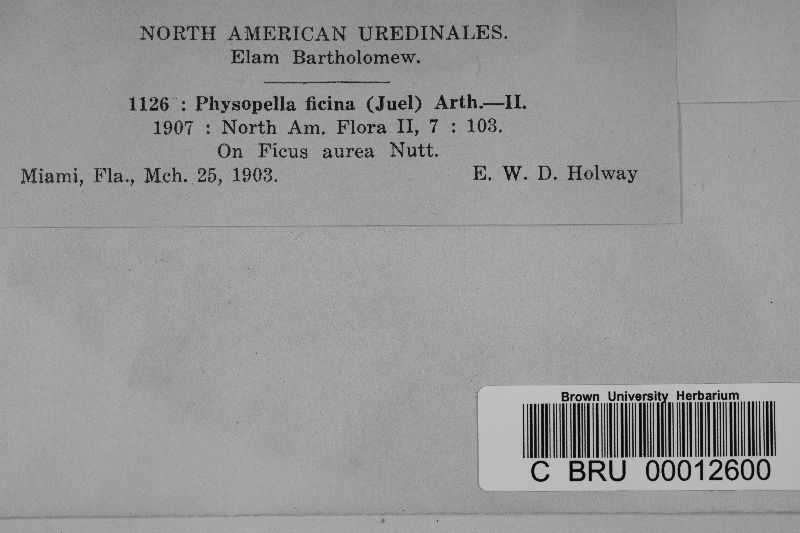 NORTH AMERICAN UREDINALES.
Elam Bartholomew.
1126 : Physopella ficina (Juel) Arth.—II.
1907 : North Am. Flora II, 7 : 103.
On Ficus aurea Nutt.
Miami, Fla., Mch. 25, 1903. E. W. D. Holway
Brown University Herbarium
C BRU 00012600